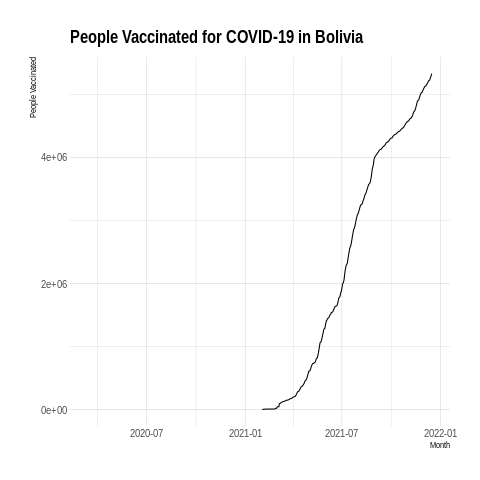 People Vaccinated for COVID-19 in Bolivia
People Vaccinated
4e+06
2e+06
0e+00
2020-07 2021-01 2021-07 2022-01
Month